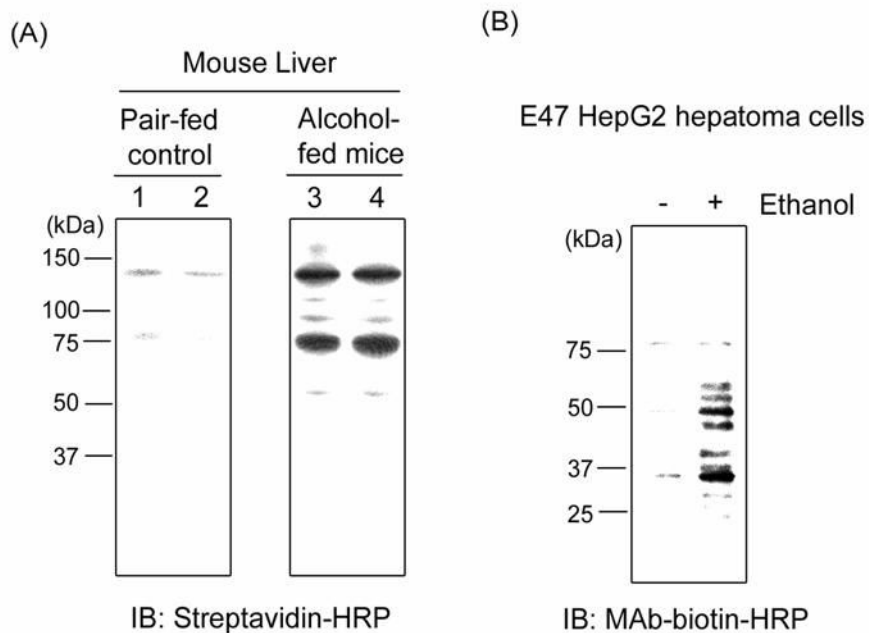 (A)
Mouse Liver
Pair-fed
control
Alcohol-
fed mice
1 2 3 4
(kDa)
150
100
75
50
37
IB: Streptavidin-HRP
(B)
E47 HepG2 hepatoma cells
- + Ethanol
(kDa)
75
50
37
25
IB: MAb-biotin-HRP